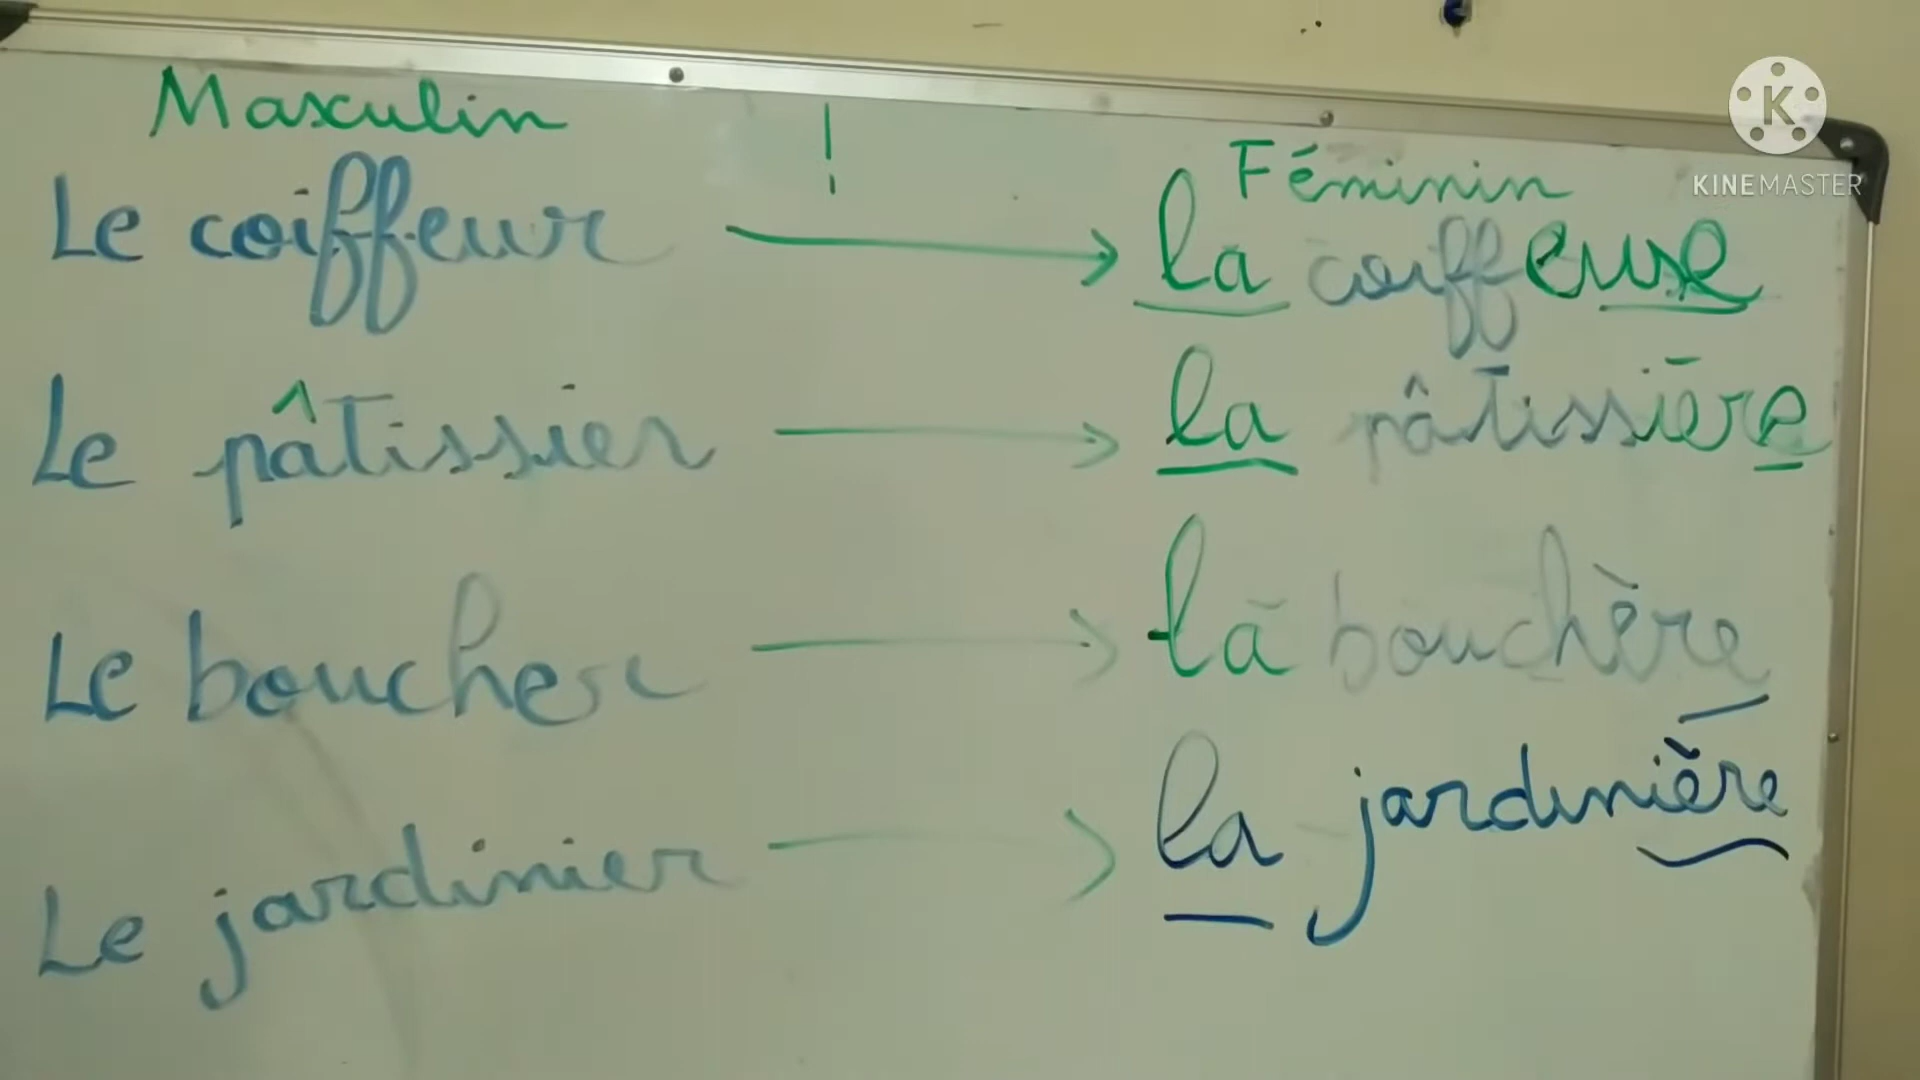 Masculin ! Féminin
Le coiffeur → la coiffeuse
Le pâtissier → la pâtissière
Le boucher → la bouchère
Le jardinier → la jardinière
K
KINEMASTER